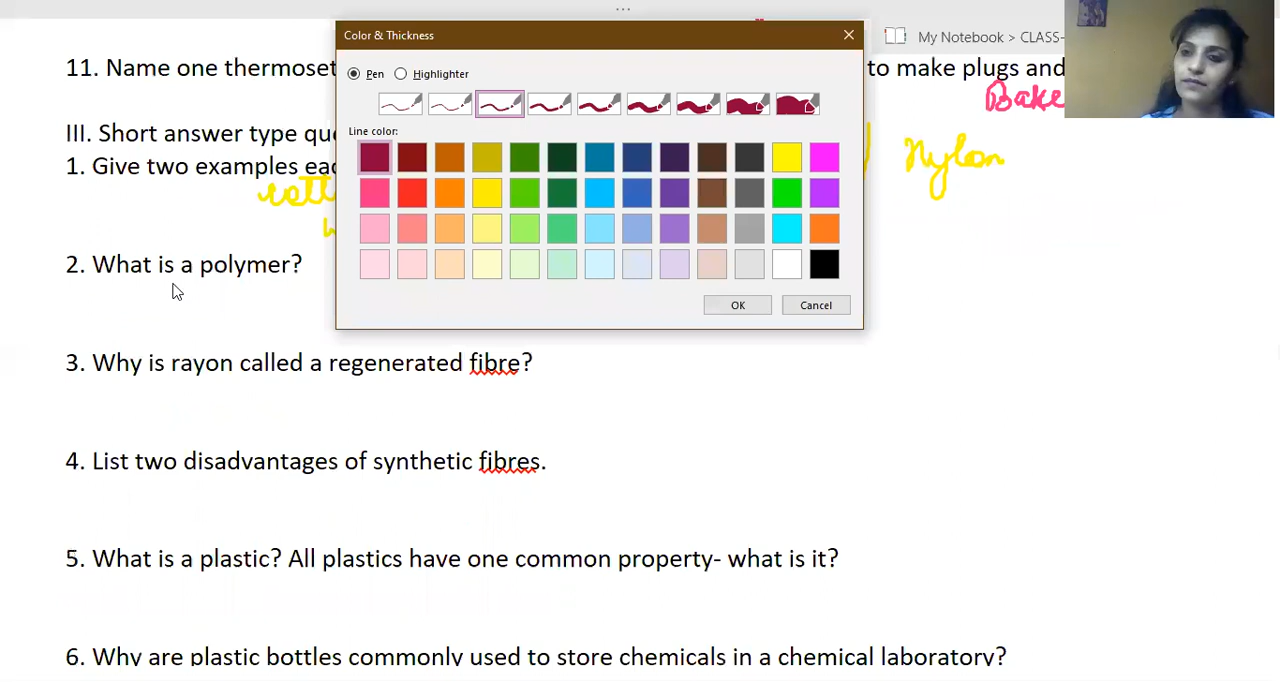 ...
Color & Thickness
My Notebook > CLASS-
11. Name one thermoset
to make plugs and
Pen
Highlighter
Bake
Line color:
III. Short answer type que
1. Give two examples eac
Nylon
cott
2. What is a polymer?
OK
Cancel
3. Why is rayon called a regenerated fibre?
4. List two disadvantages of synthetic fibres.
5. What is a plastic? All plastics have one common property- what is it?
6. Why are plastic bottles commonly used to store chemicals in a chemical laboratory?